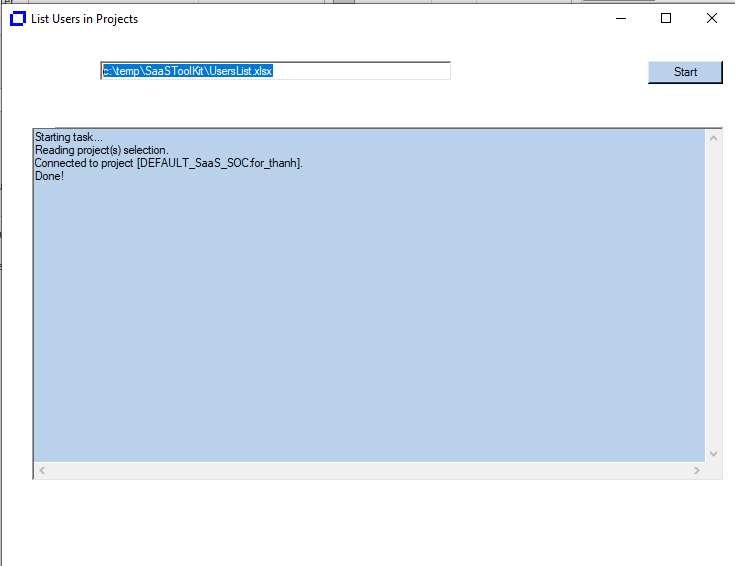 List Users in Projects
c:\temp\SaaSToolKit\UsersList.xlsx
Start
Starting task...
Reading project(s) selection.
Connected to project [DEFAULT_SaaS_SOC:for_thanh].
Done!